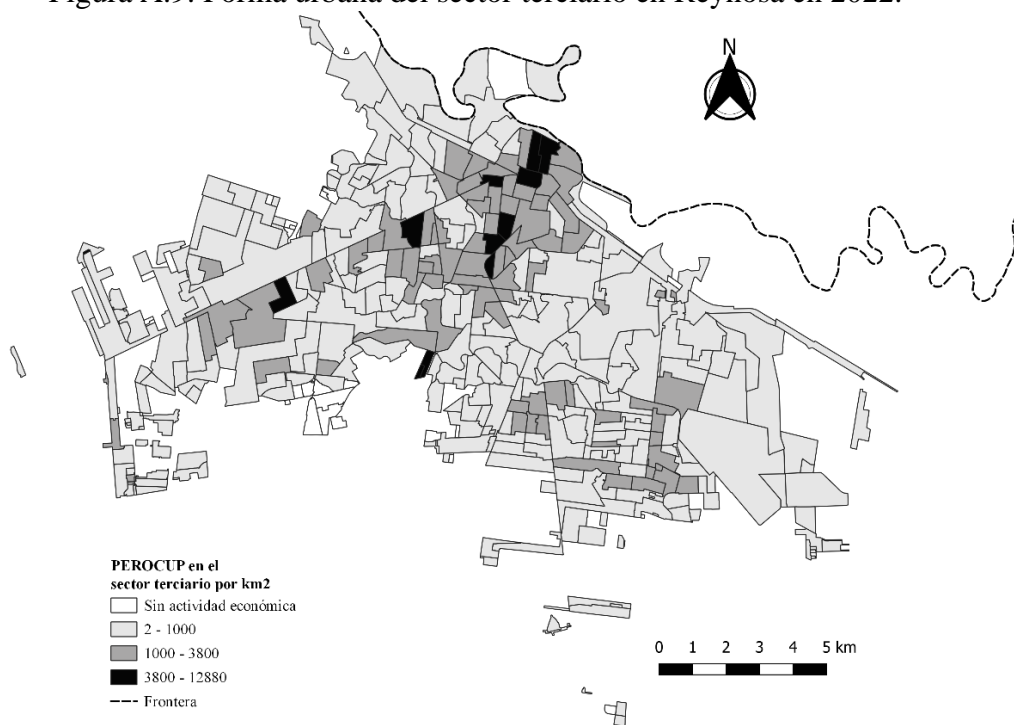 Figura A.9. Forma urbana del sector terciario en Reynosa en 2022.
N
PEROCUP en el
sector terciario por km2
Sin actividad económica
2 - 1000
1000 - 3800
3800 - 12880
Frontera
0 1 2 3 4 5 km